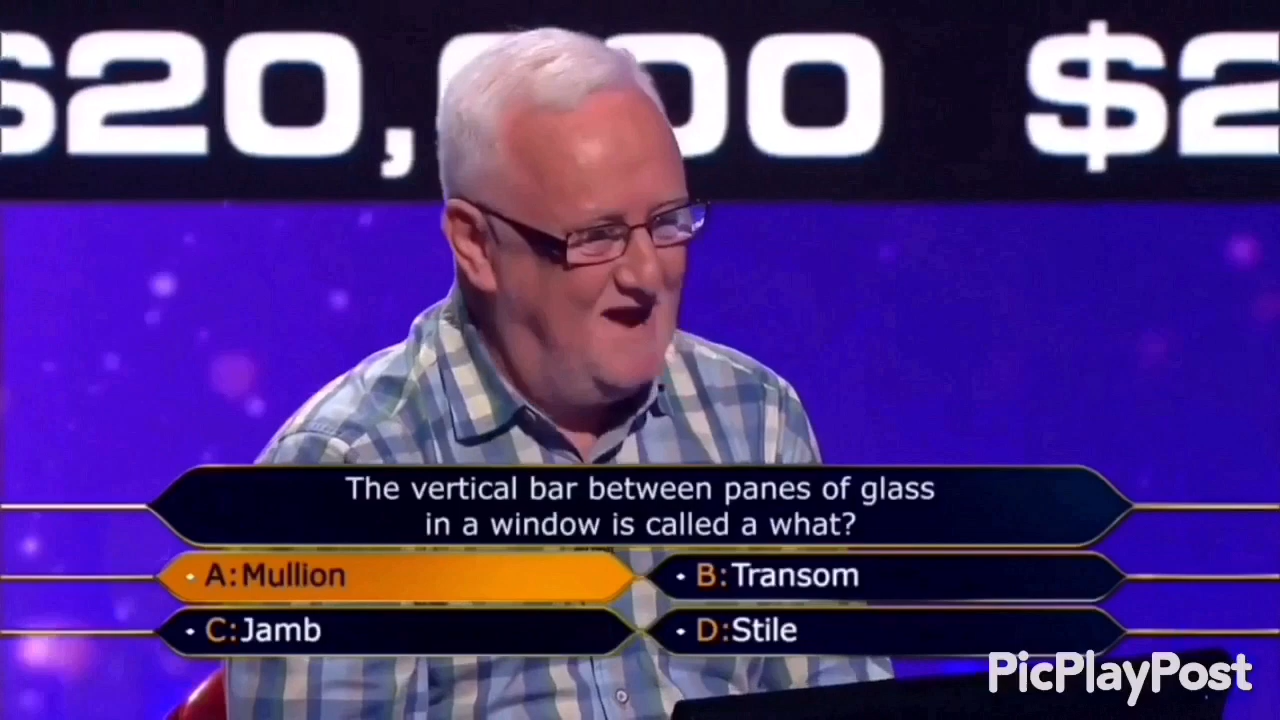 $20,000 $2
The vertical bar between panes of glass
in a window is called a what?
A:Mullion
B:Transom
C:Jamb
D:Stile
PicPlayPost